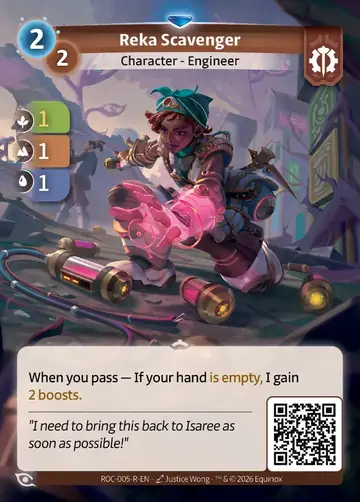 2
Reka Scavenger
2
Character - Engineer
1
1
1
When you pass — If your hand is empty, I gain
2 boosts.
"I need to bring this back to Isaree as
soon as possible!"
ROC-005-R-EN - Justice Wong - ™ & © 2026 Equinox